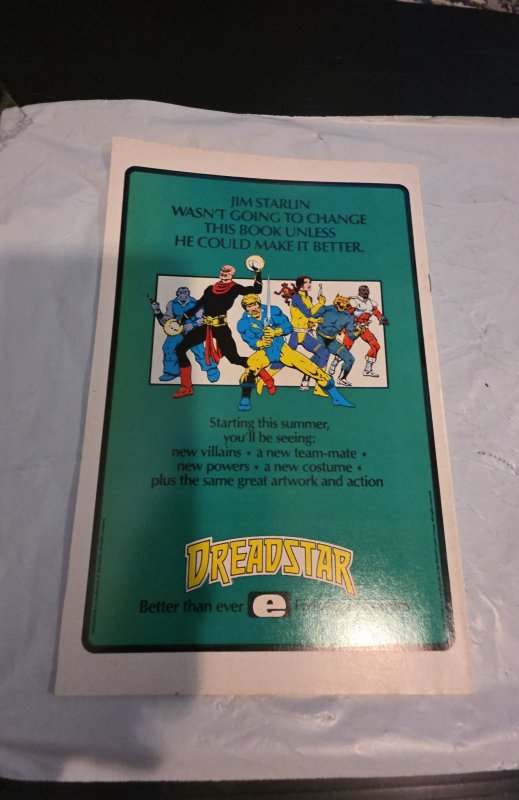 JIM STARLIN
WASN'T GOING TO CHANGE
THIS BOOK UNLESS
HE COULD MAKE IT BETTER.
Starting this summer,
you'll be seeing:
new villains • a new team-mate •
new powers • a new costume •
plus the same great artwork and action
DREADSTAR
Better than ever e